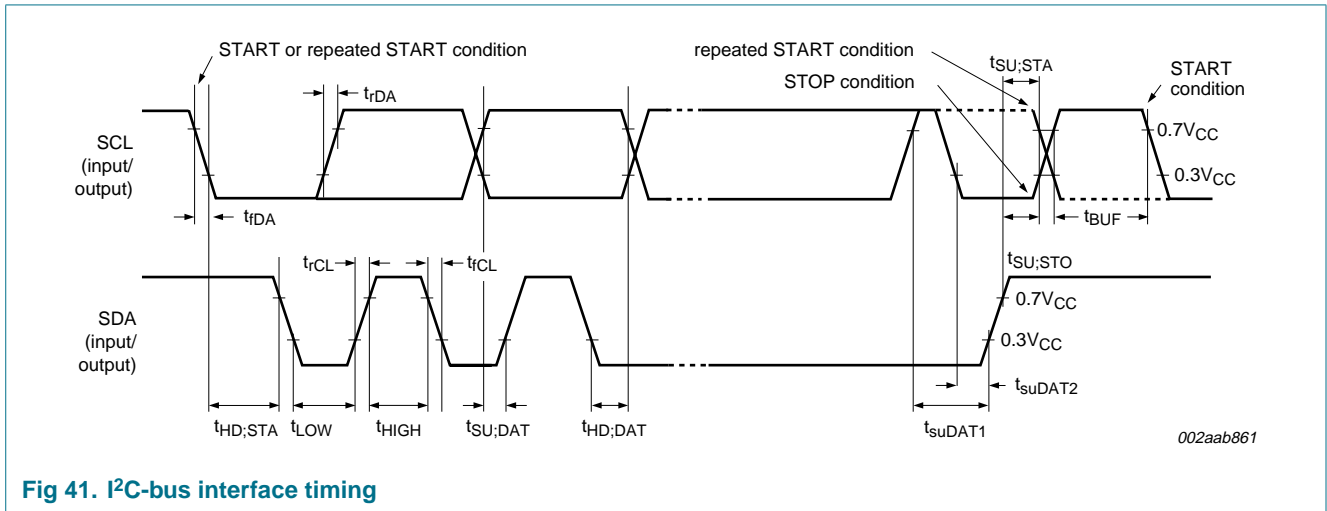 START or repeated START condition
repeated START condition
STOP condition
tSU;STA
START
condition
trDA
SCL
(input/
output)
0.7VCC
0.3VCC
tfDA
tBUF
trCL
tfCL
tSU;STO
SDA
(input/
output)
0.7VCC
0.3VCC
tsuDAT2
tHD;STA
tLOW
tHIGH
tSU;DAT
tHD;DAT
tsuDAT1
002aab861
Fig 41. I²C-bus interface timing